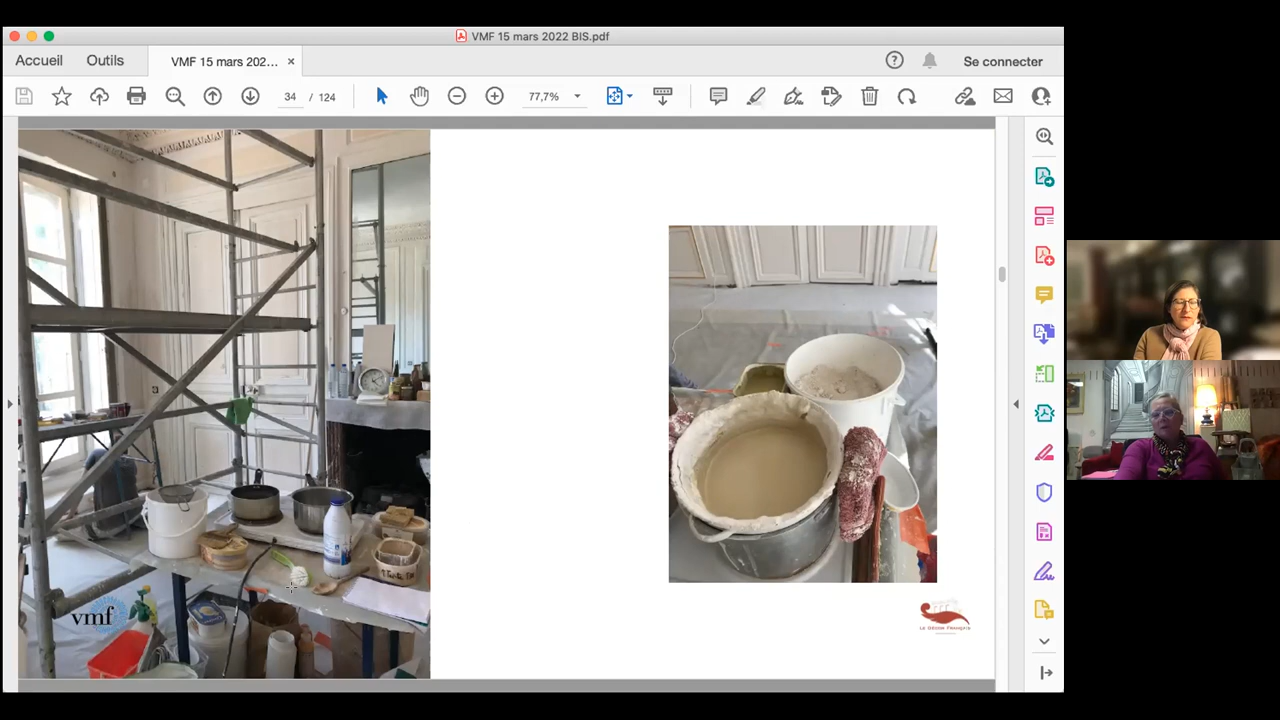 VMF 15 mars 2022 BIS.pdf
Accueil
Outils
VMF 15 mars 202...
Se connecter
34 / 124
77,7%
vmf